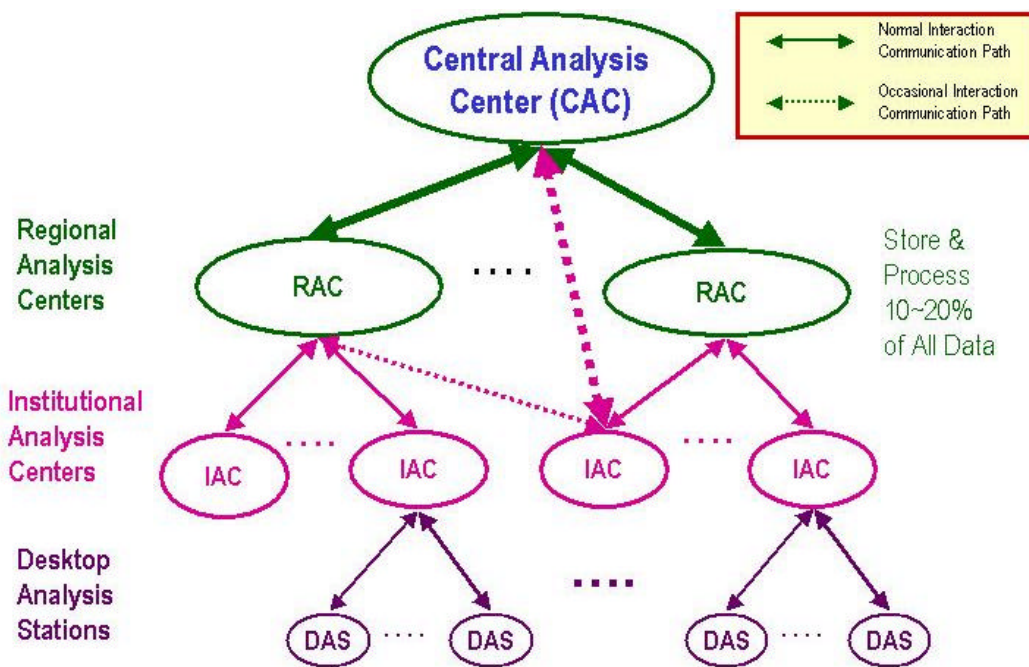 Central Analysis
Center (CAC)
Normal Interaction
Communication Path
Occasional Interaction
Communication Path
Regional
Analysis
Centers
RAC
. . . .
RAC
Store &
Process
10~20%
of All Data
Institutional
Analysis
Centers
IAC
. . . .
IAC
IAC
. . . .
IAC
Desktop
Analysis
Stations
DAS
. . . .
DAS
. . . . .
DAS
. . . .
DAS